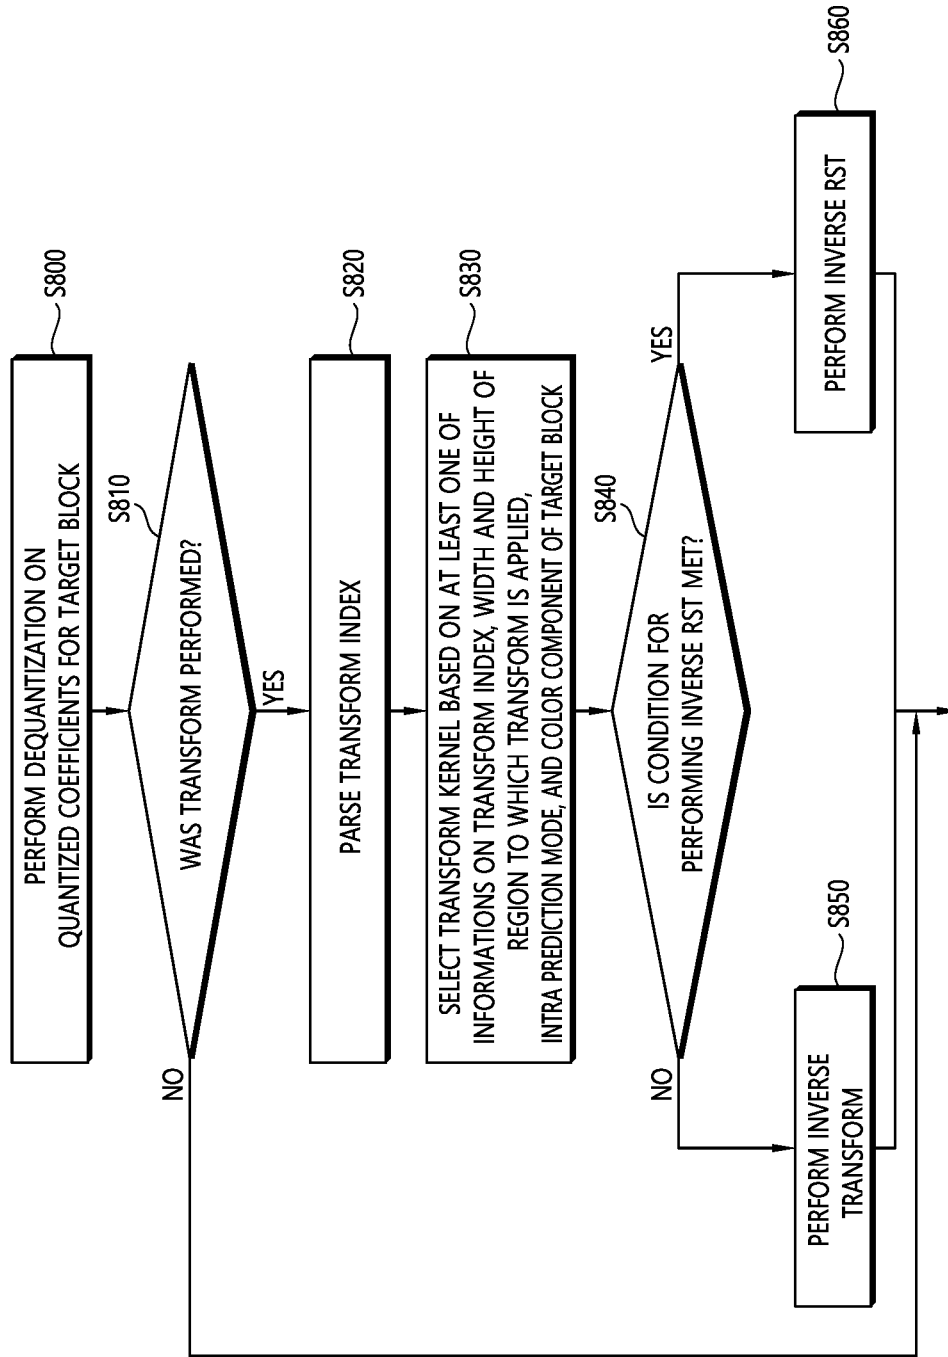 S800
PERFORM DEQUANTIZATION ON
QUANTIZED COEFFICIENTS FOR TARGET BLOCK
S810
WAS TRANSFORM PERFORMED?
NO
YES
S820
PARSE TRANSFORM INDEX
S830
SELECT TRANSFORM KERNEL BASED ON AT LEAST ONE OF
INFORMATIONS ON TRANSFORM INDEX, WIDTH AND HEIGHT OF
REGION TO WHICH TRANSFORM IS APPLIED,
INTRA PREDICTION MODE, AND COLOR COMPONENT OF TARGET BLOCK
S840
IS CONDITION FOR
PERFORMING INVERSE RST MET?
NO
YES
S850
PERFORM INVERSE
TRANSFORM
S860
PERFORM INVERSE RST